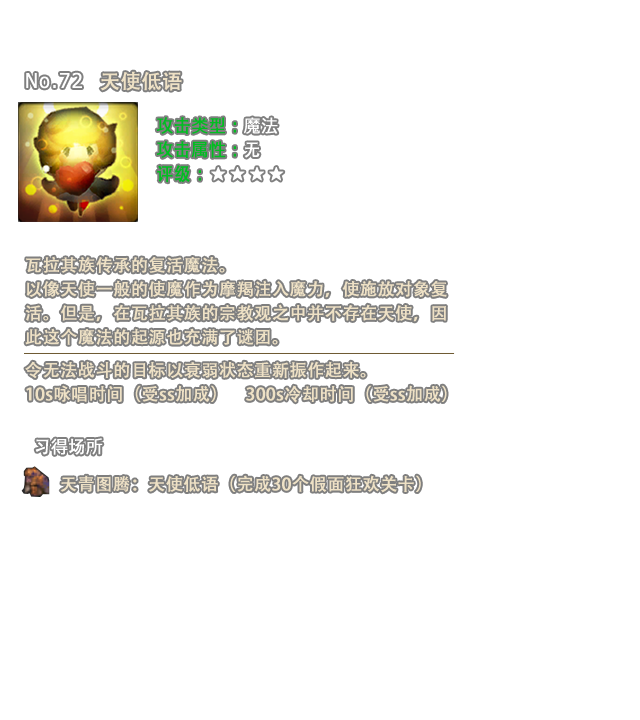 No.72 天使低语
攻击类型：魔法
攻击属性：无
评级：☆☆☆☆
瓦拉其族传承的复活魔法。
以像天使一般的使魔作为摩羯注入魔力，使施放对象复
活。但是，在瓦拉其族的宗教观之中并不存在天使，因
此这个魔法的起源也充满了谜团。
令无法战斗的目标以衰弱状态重新振作起来。
10s咏唱时间（受ss加成） 300s冷却时间（受ss加成）
习得场所
天青图腾：天使低语（完成30个假面狂欢关卡）